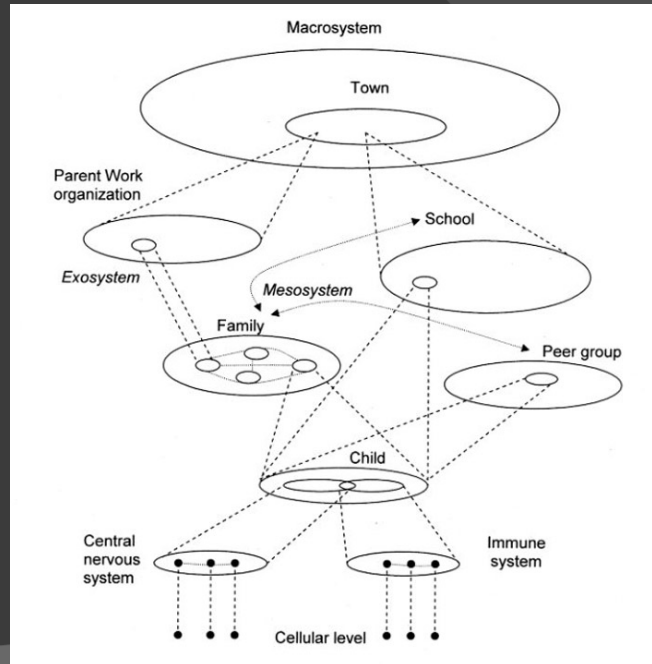 Macrosystem
Town
Parent Work
organization
School
Exosystem
Mesosystem
Family
Peer group
Child
Central
nervous
system
Immune
system
Cellular level